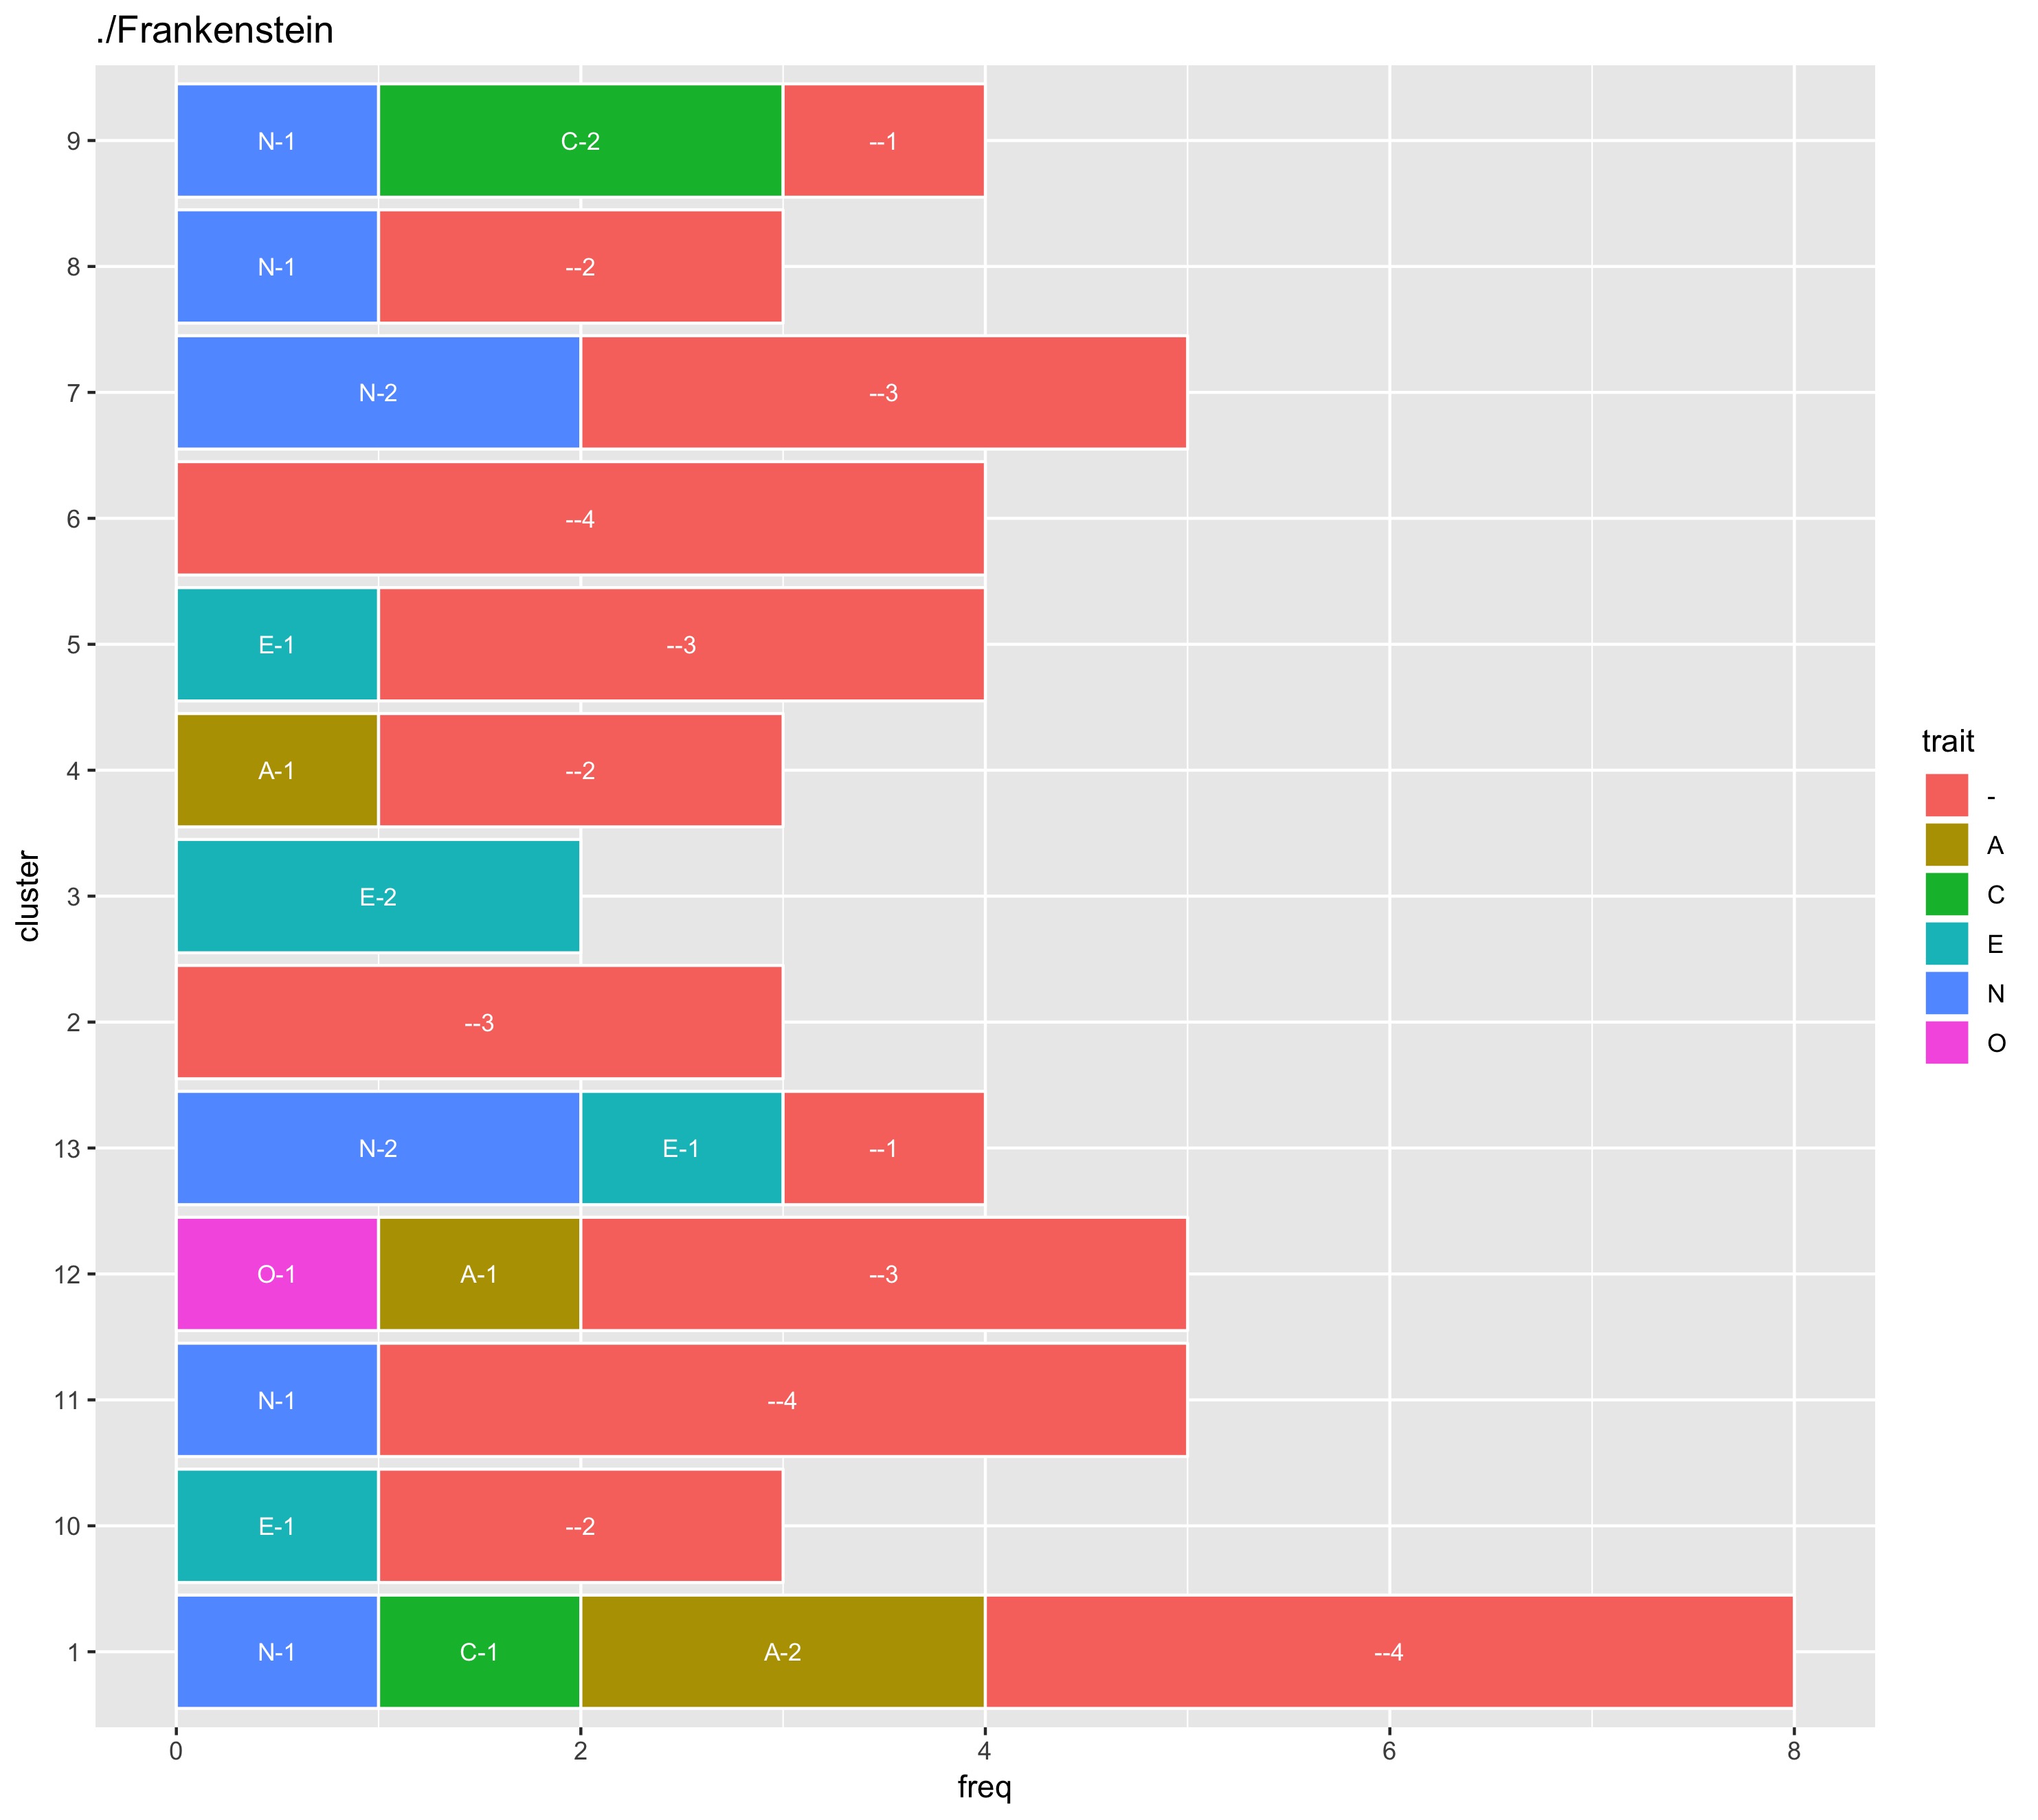 ./Frankenstein
9
N-1 C-2 --1
8
N-1 --2
7
N-2 --3
6
--4
5
E-1 --3
4
A-1 --2
3
E-2
2
--3
13
N-2 E-1 --1
12
O-1 A-1 --3
11
N-1 --4
10
E-1 --2
1
N-1 C-1 A-2 --4
0 2 4 6 8
freq
cluster
trait
-
A
C
E
N
O